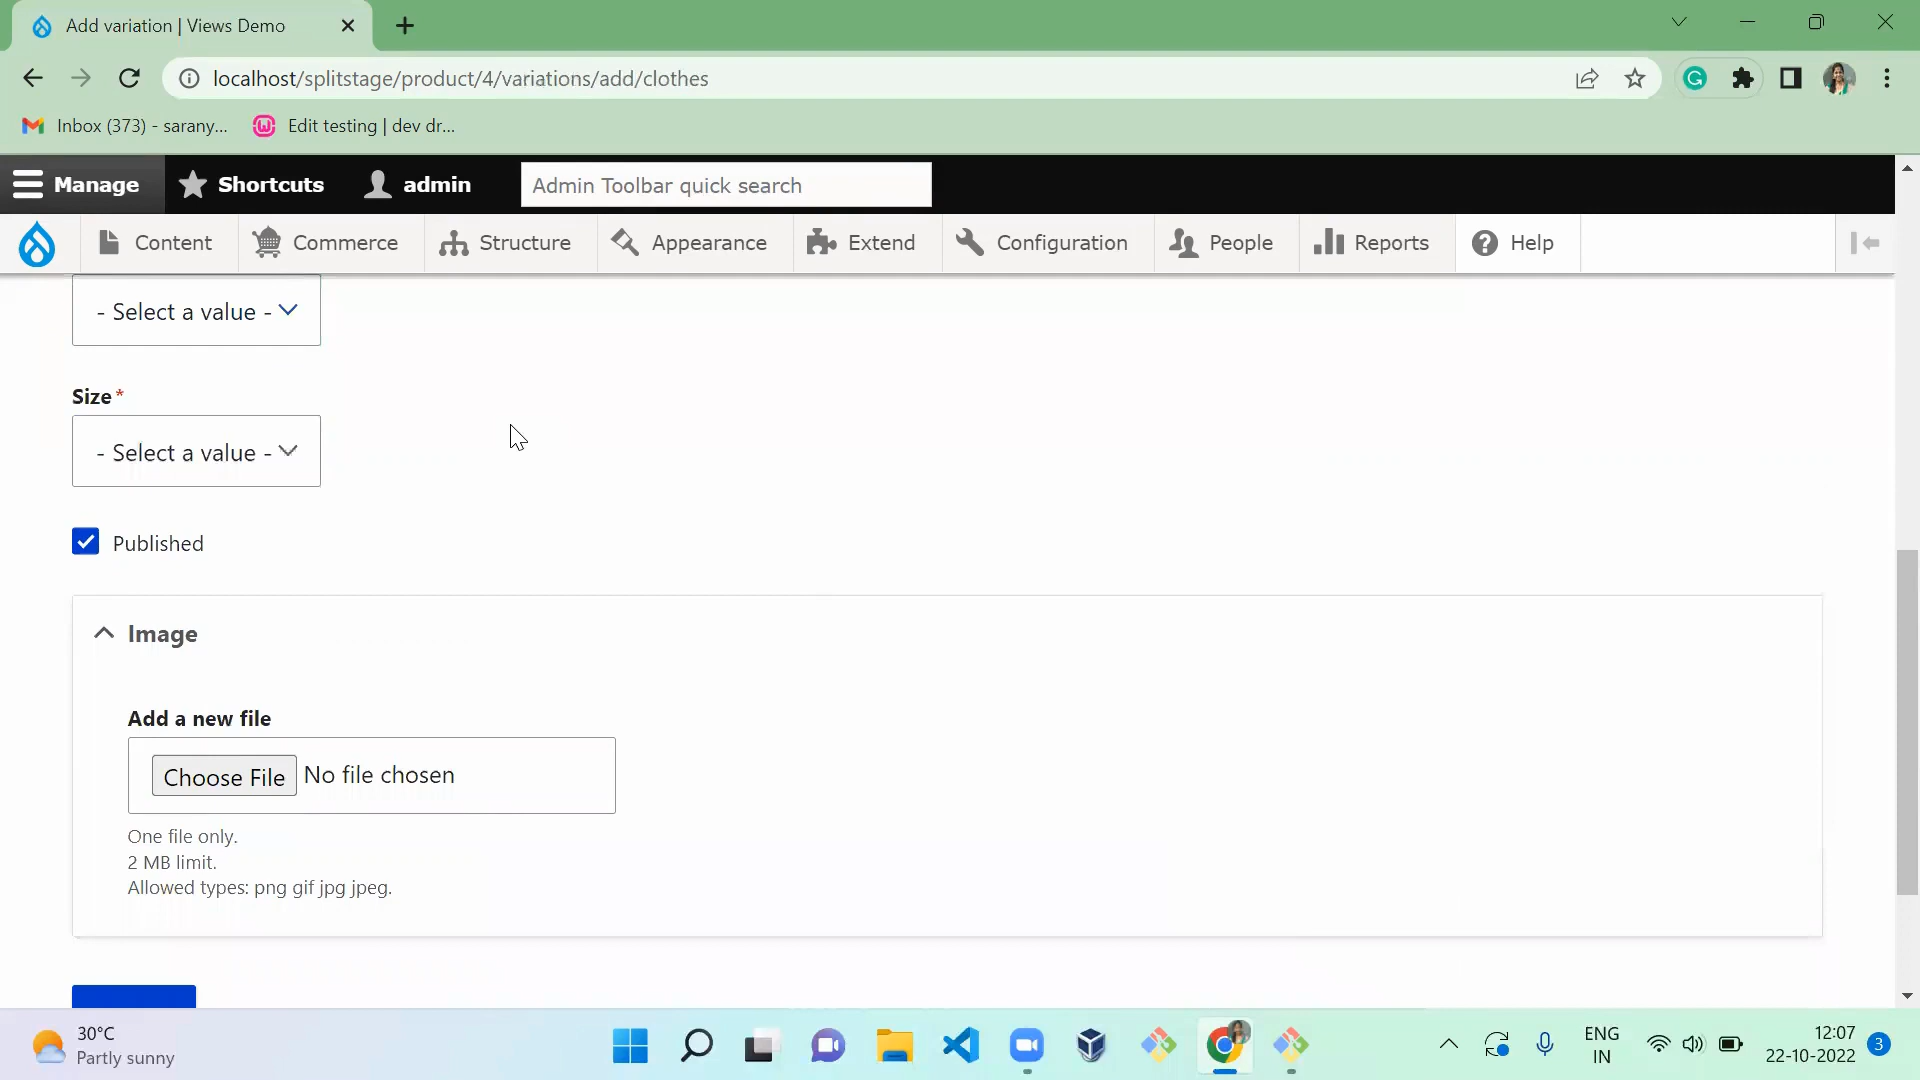 Add variation | Views Demo
localhost/splitstage/product/4/variations/add/clothes
Inbox (373) - sarany...
Edit testing | dev dr...
Manage
Shortcuts
admin
Admin Toolbar quick search
Content
Commerce
Structure
Appearance
Extend
Configuration
People
Reports
Help
- Select a value -
Size *
- Select a value -
Published
Image
Add a new file
Choose File No file chosen
One file only.
2 MB limit.
Allowed types: png gif jpg jpeg.
30°C
Partly sunny
ENG
IN
12:07
22-10-2022
3